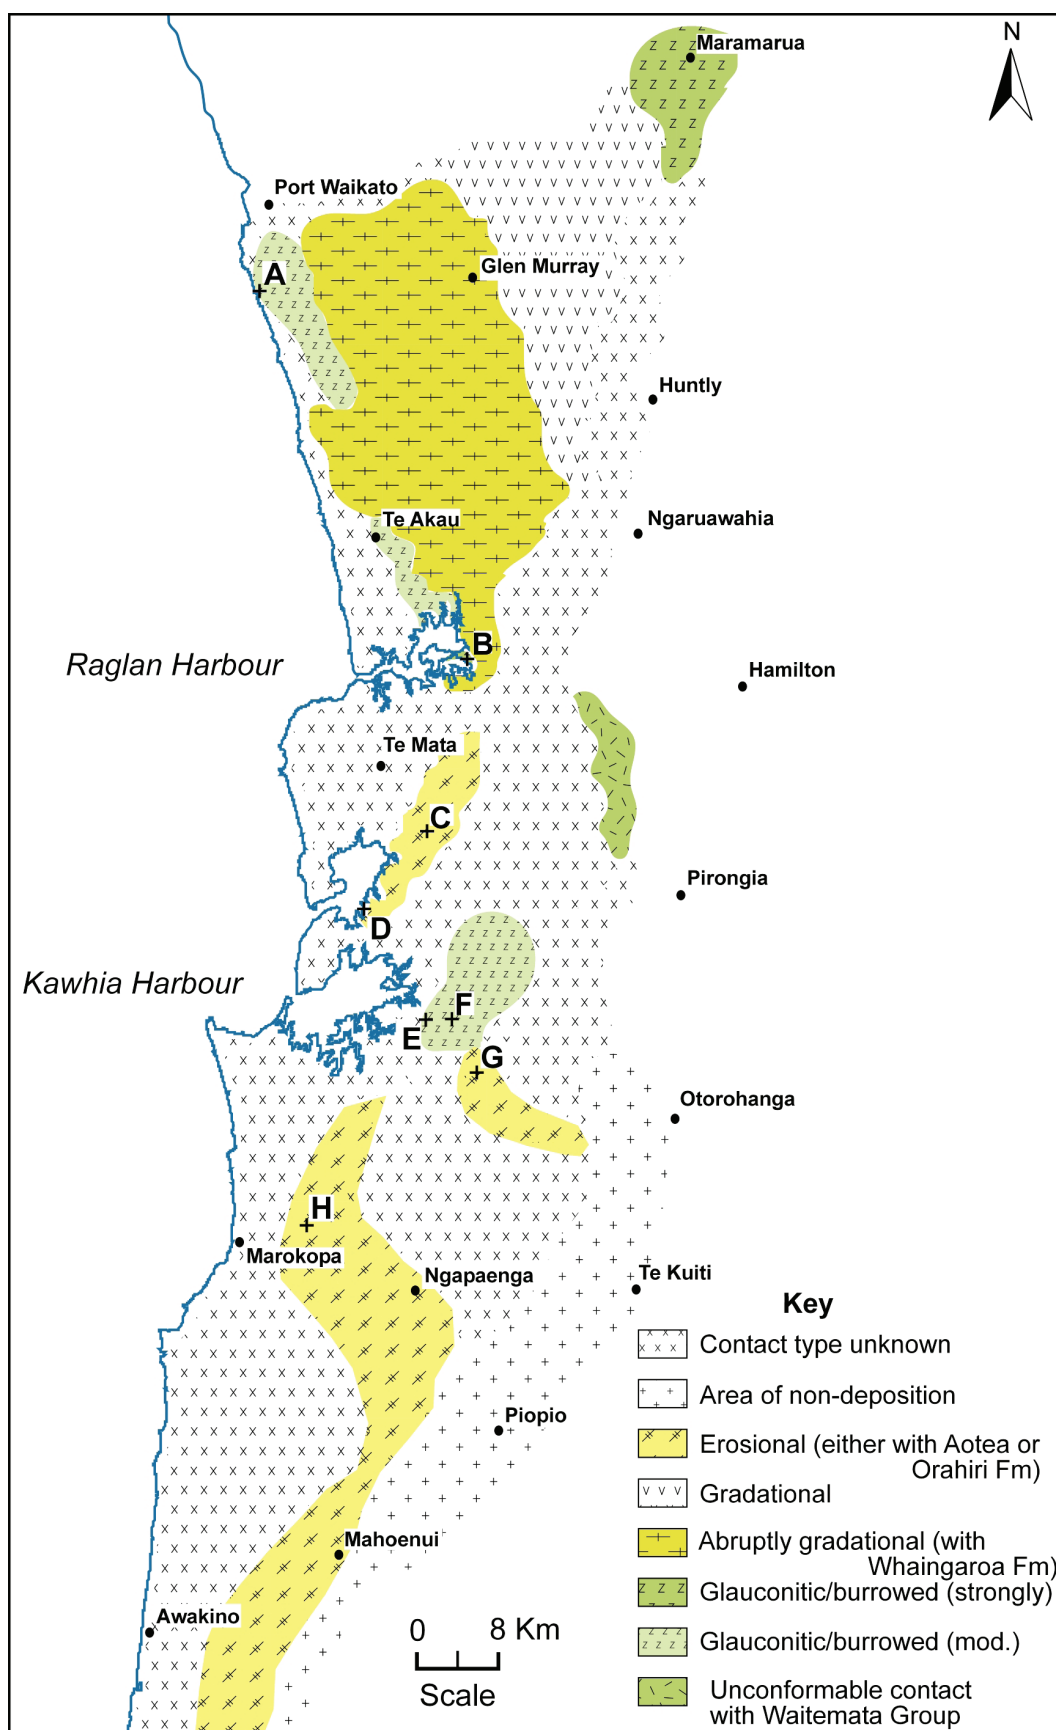 N
Maramarua
Port Waikato
Glen Murray
A
Huntly
Te Akau
Ngaruawahia
B
Raglan Harbour
Hamilton
Te Mata
C
Pirongia
D
Kawhia Harbour
F
E
G
Otorohanga
H
Marokopa
Ngapaenga
Te Kuiti
Key
Contact type unknown
Area of non-deposition
Piopio
Erosional (either with Aotea or
Orahiri Fm)
Gradational
Mahoenui
Abruptly gradational (with
Whaingaroa Fm)
Glauconitic/burrowed (strongly)
Awakino
0 8 Km
Glauconitic/burrowed (mod.)
Scale
Unconformable contact
with Waitemata Group